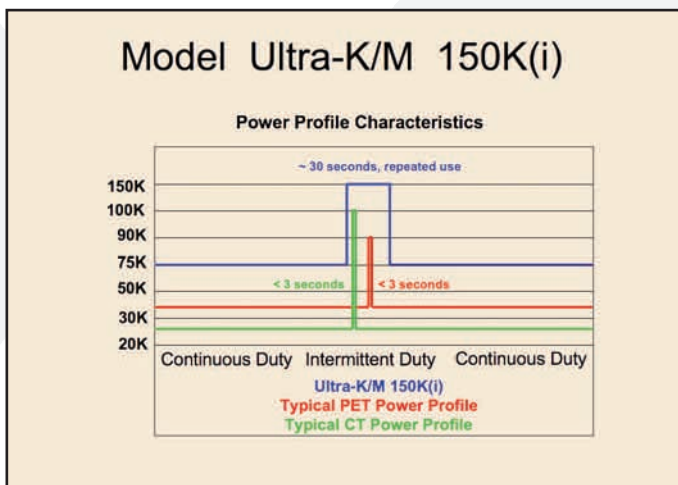 Model Ultra-K/M 150K(i)
Power Profile Characteristics
~ 30 seconds, repeated use
150K
100K
90K
75K
50K
< 3 seconds
< 3 seconds
30K
20K
Continuous Duty Intermittent Duty Continuous Duty
Ultra-K/M 150K(i)
Typical PET Power Profile
Typical CT Power Profile